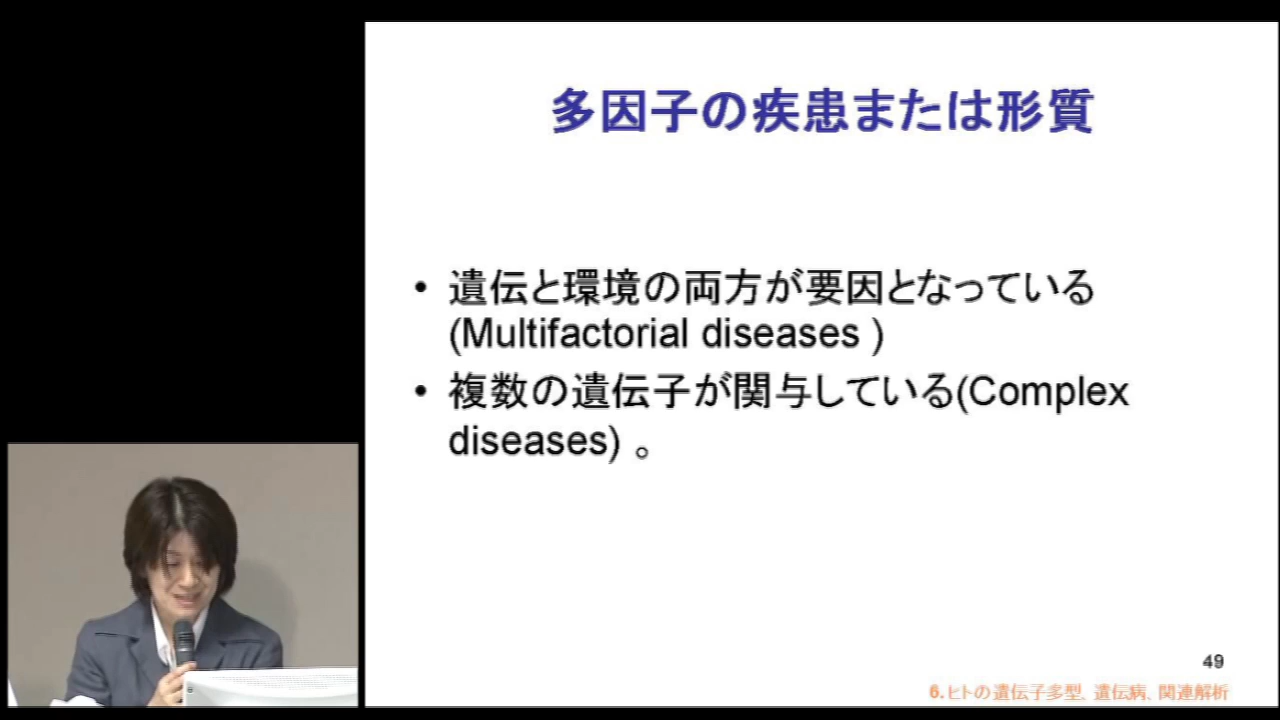 多因子の疾患または形質
• 遺伝と環境の両方が要因となっている
(Multifactorial diseases )
• 複数の遺伝子が関与している(Complex
diseases) 。
49
6. ヒトの遺伝子多型、遺伝病、関連解析